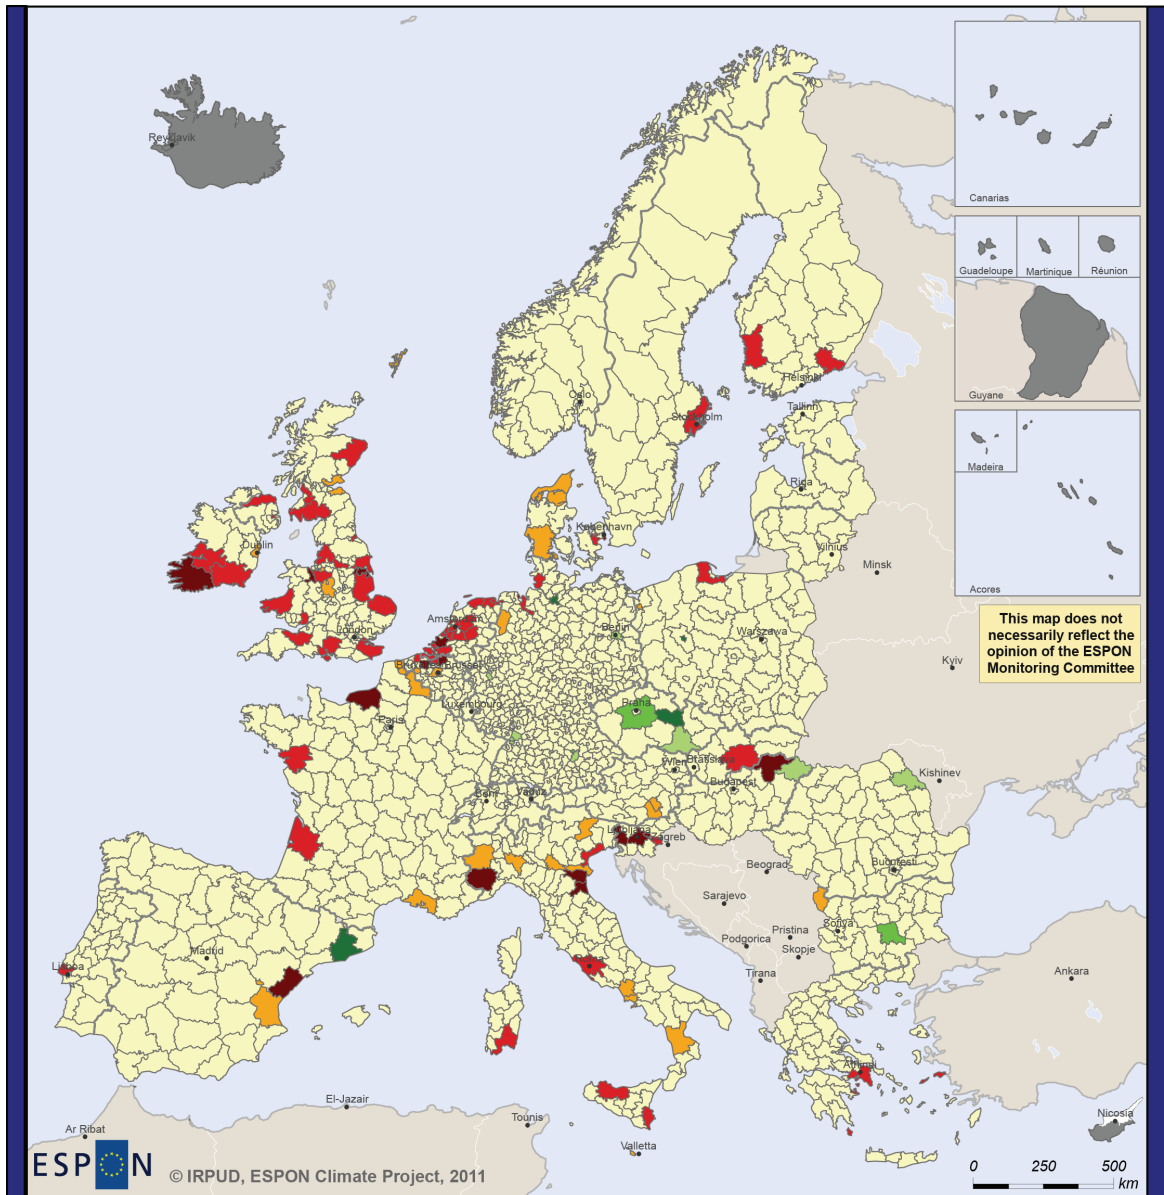 Reykjavik
Canarias
Guadeloupe
Martinique
Réunion
Guyane
Madeira
Acores
This map does not
necessarily reflect the
opinion of the ESPON
Monitoring Committee
Oslo
Stockholm
Helsinki
Tallinn
Riga
Vilnius
Minsk
København
Dublin
London
Amsterdam
Berlin
Warszawa
Kyiv
Luxembourg
Paris
Praha
Wien
Bratislava
Budapest
Kishinev
Bern
Vaduz
Ljubljana
Zagreb
Beograd
Bucuresti
Sarajevo
Sofiya
Pristina
Podgorica
Skopje
Tirana
Madrid
Lisboa
Ankara
Athinai
Nicosia
El-Jazair
Tounis
Ar Ribat
Valletta
ESPON
© IRPUD, ESPON Climate Project, 2011
0 250 500
km